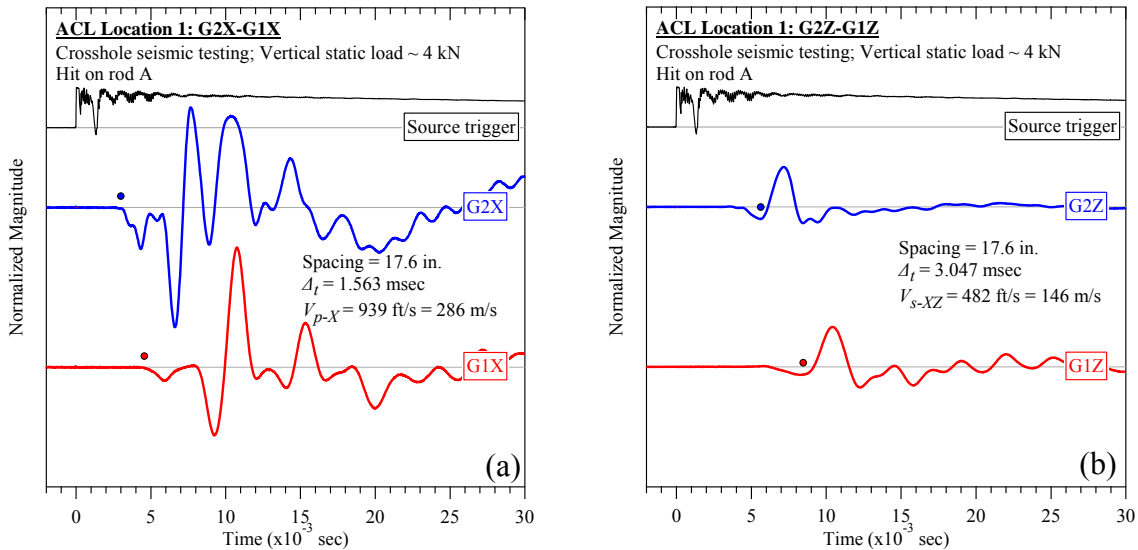 ACL Location 1: G2X-G1X
Crosshole seismic testing; Vertical static load ~ 4 kN
Hit on rod A
Source trigger
Normalized Magnitude
G2X
Spacing = 17.6 in.
Δt = 1.563 msec
Vp-X = 939 ft/s = 286 m/s
G1X
(a)
0 5 10 15 20 25 30
Time (x10-3 sec)
ACL Location 1: G2Z-G1Z
Crosshole seismic testing; Vertical static load ~ 4 kN
Hit on rod A
Source trigger
Normalized Magnitude
G2Z
Spacing = 17.6 in.
Δt = 3.047 msec
Vs-XZ = 482 ft/s = 146 m/s
G1Z
(b)
0 5 10 15 20 25 30
Time (x10-3 sec)